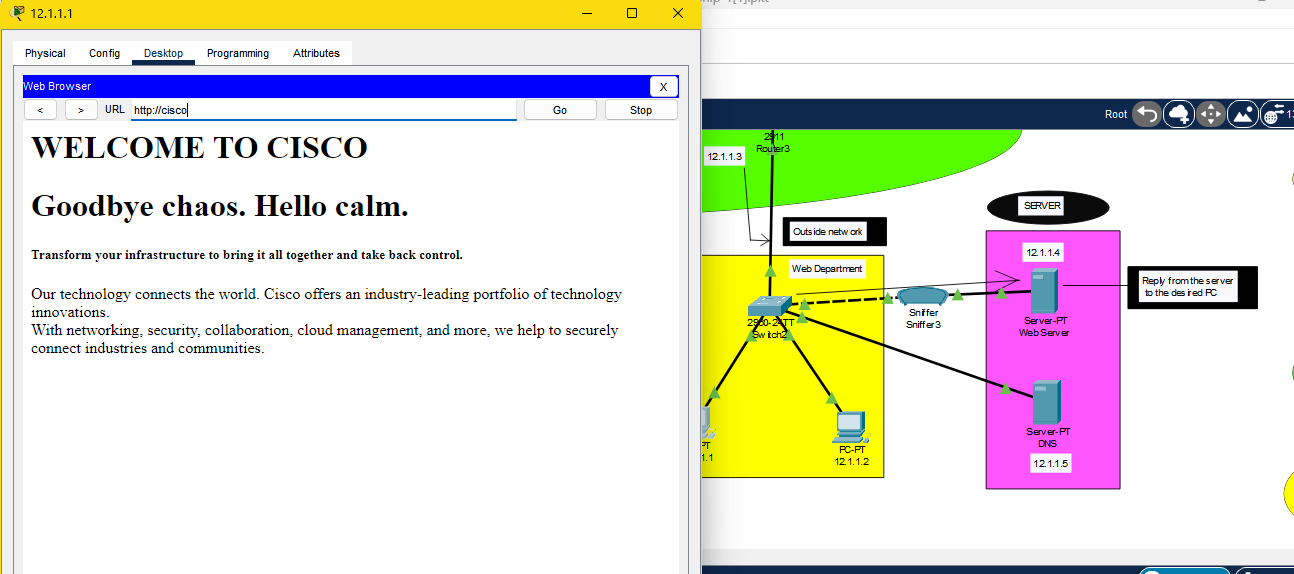 12.1.1.1
Physical Config Desktop Programming Attributes
Web Browser X
< > URL http://cisco Go Stop
WELCOME TO CISCO
Goodbye chaos. Hello calm.
Transform your infrastructure to bring it all together and take back control.
Our technology connects the world. Cisco offers an industry-leading portfolio of technology
innovations.
With networking, security, collaboration, cloud management, and more, we help to securely
connect industries and communities.
Root
2911
Router3
12.1.1.3
Outside network
Web Department
2960-24TT
Switch2
Sniffer
Sniffer3
SERVER
12.1.1.4
Server-PT
Web Server
Reply from the server
to the desired PC
Server-PT
DNS
12.1.1.5
PC-PT
12.1.1.2
PT
1.1